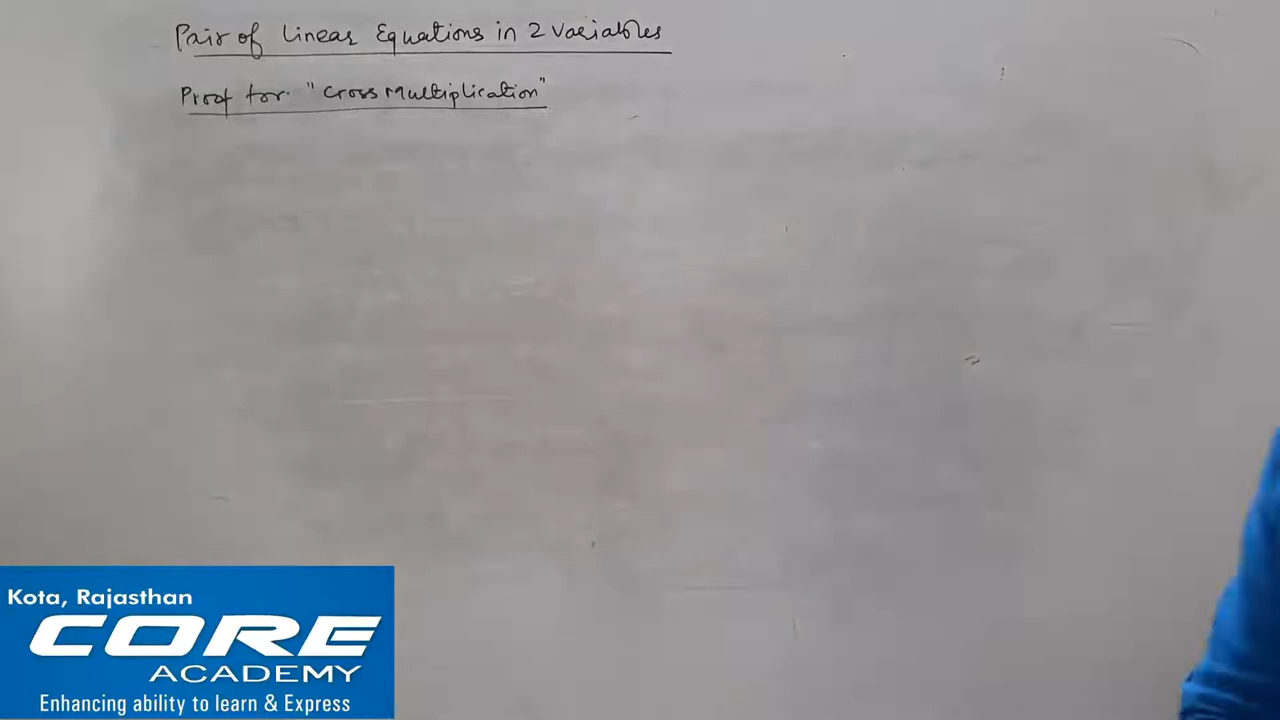 Pair of Linear Equations in 2 Variables
Proof for "Cross Multiplication"
Kota, Rajasthan
CORE
ACADEMY
Enhancing ability to learn & Express